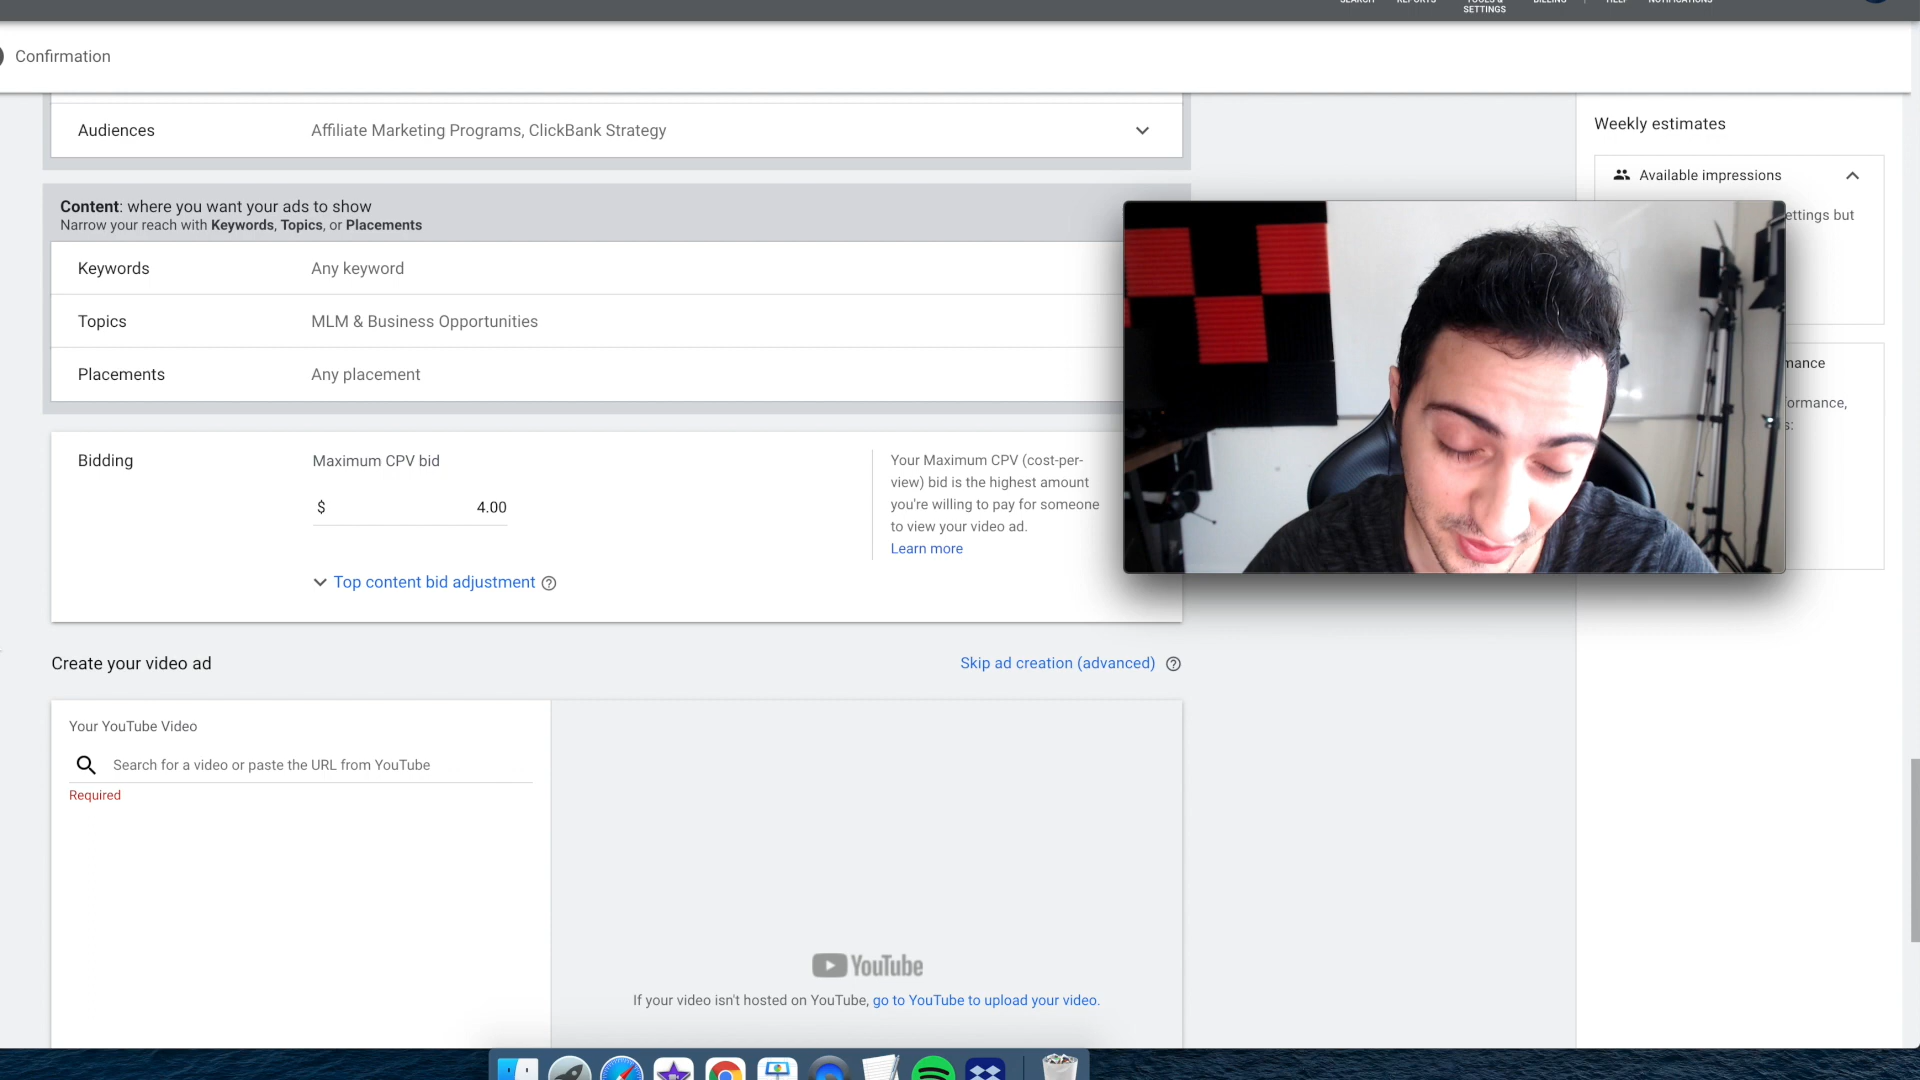 SEARCH REPORTS TOOLS & SETTINGS BILLING HELP NOTIFICATIONS
Confirmation
Audiences Affiliate Marketing Programs, ClickBank Strategy
Content: where you want your ads to show
Narrow your reach with Keywords, Topics, or Placements
Keywords Any keyword
Topics MLM & Business Opportunities
Placements Any placement
Bidding Maximum CPV bid
$ 4.00
Top content bid adjustment
Your Maximum CPV (cost-per-
view) bid is the highest amount
you're willing to pay for someone
to view your video ad.
Learn more
Create your video ad
Skip ad creation (advanced)
Your YouTube Video
Search for a video or paste the URL from YouTube
Required
YouTube
If your video isn't hosted on YouTube, go to YouTube to upload your video.
Weekly estimates
Available impressions
ettings but
mance
ormance,
s: